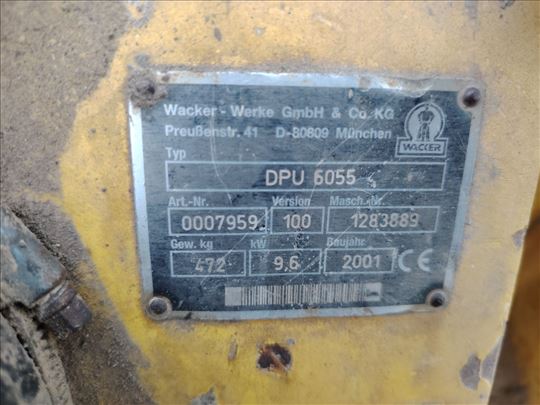 Wacker-Werke GmbH & Co. KG
Preußenstr. 41 D-80809 München
WACKER
Typ
DPU 6055
Art.-Nr. Version Masch.-Nr.
0007959 100 1283889
Gew. kg kW Baujahr
472 9,6 2001 CE